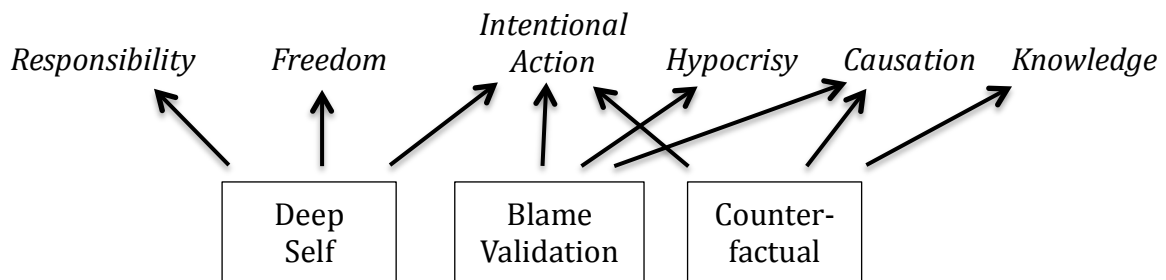 Responsibility Freedom Intentional Action Hypocrisy Causation Knowledge
Deep Self
Blame Validation
Counter-
factual